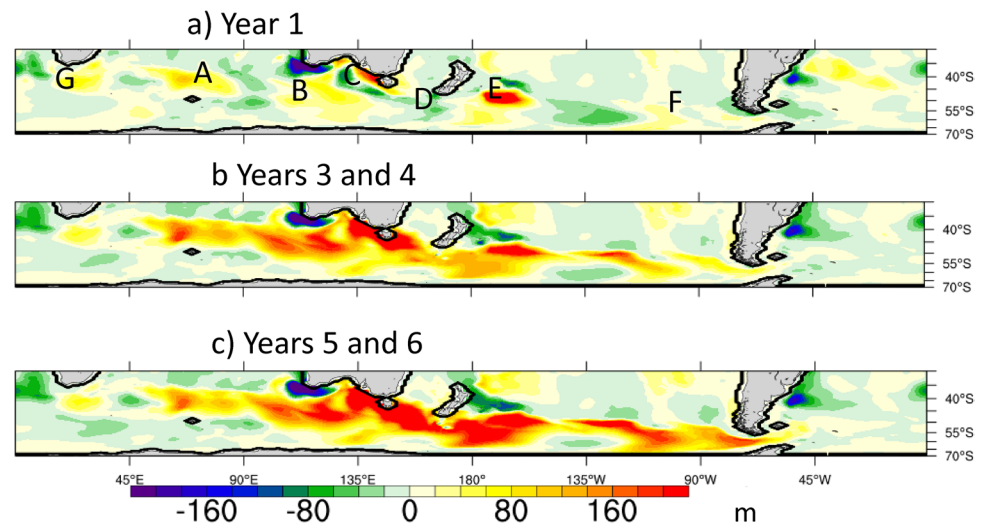 a) Year 1
G A B C D E F
40°S
55°S
70°S
b Years 3 and 4
40°S
55°S
70°S
c) Years 5 and 6
40°S
55°S
70°S
45°E 90°E 135°E 180° 135°W 90°W 45°W
-160 -80 0 80 160 m